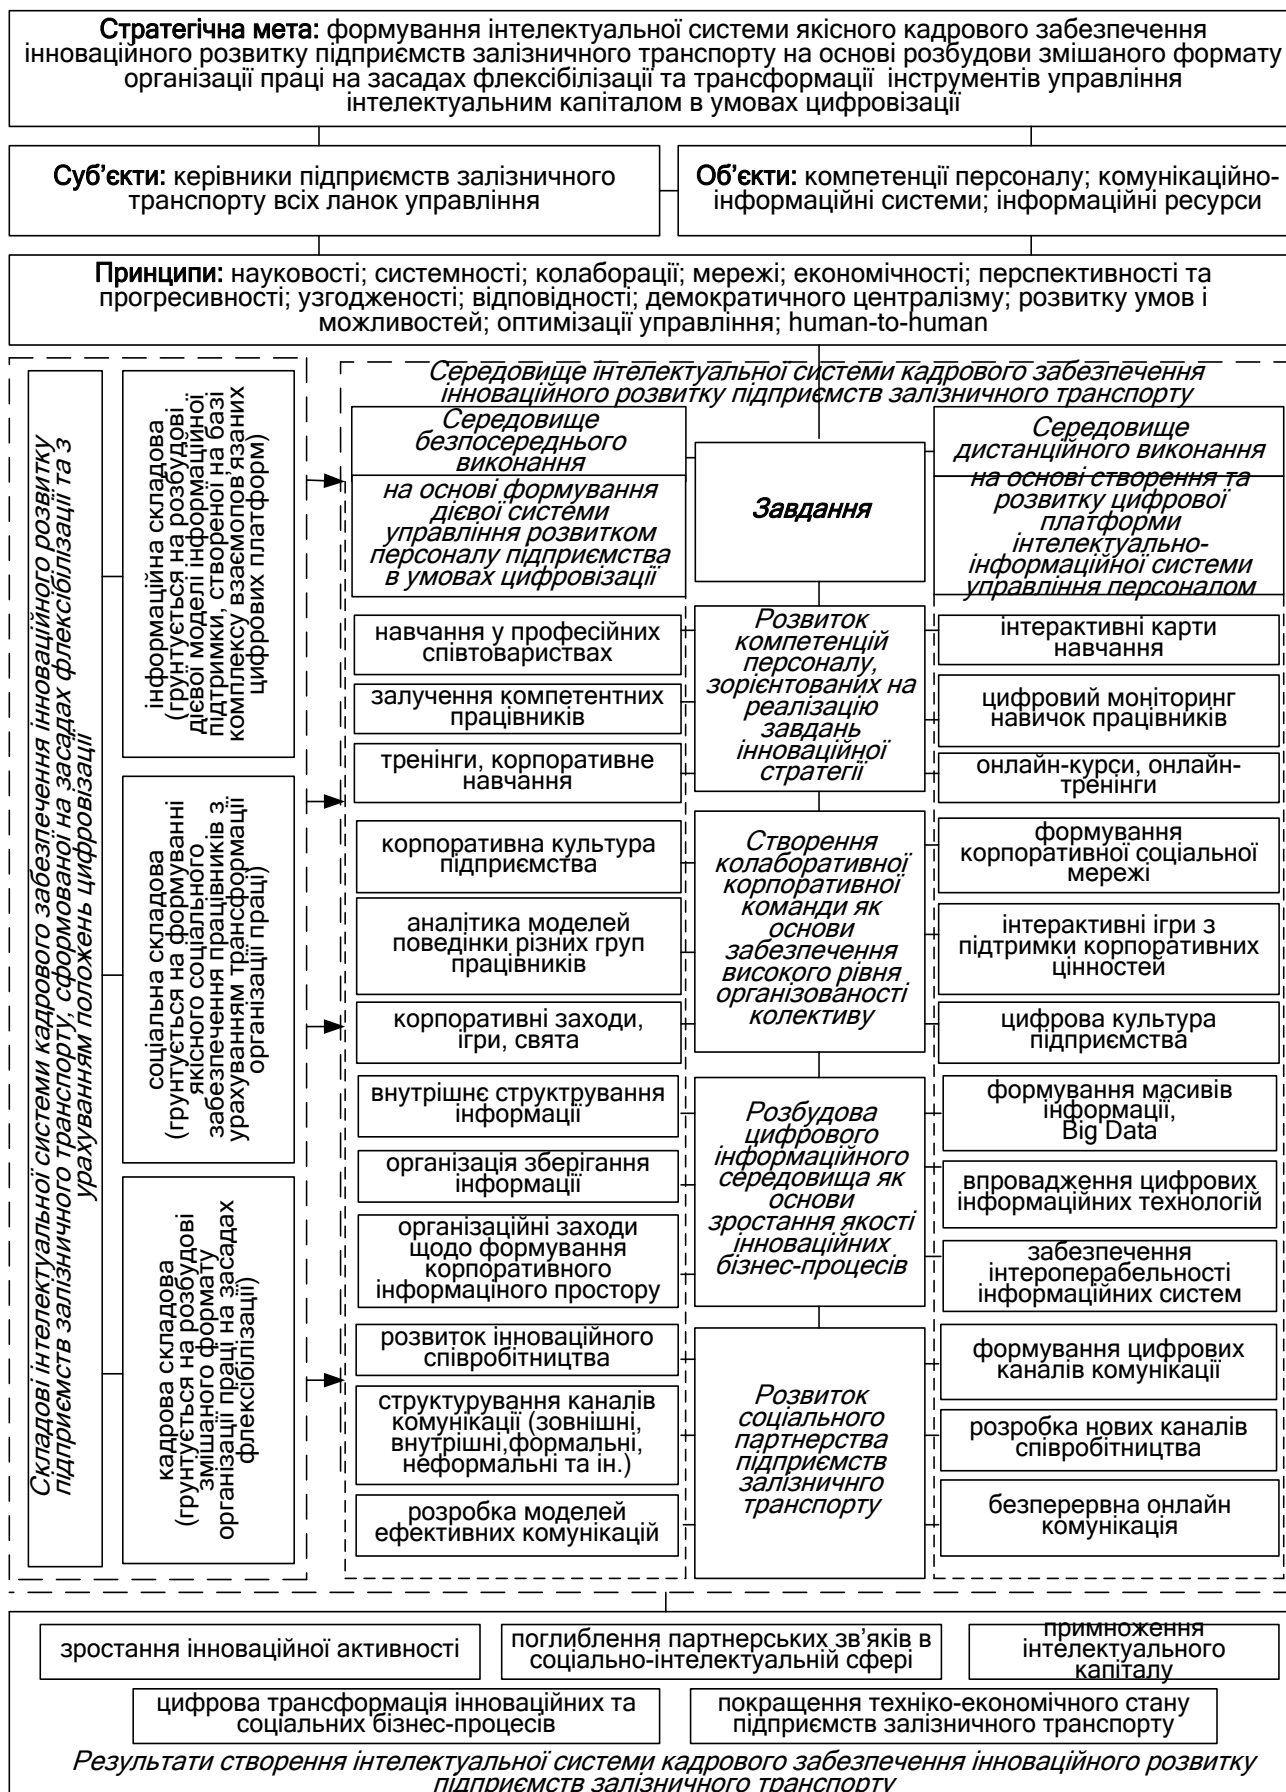 Стратегічна мета: формування інтелектуальної системи якісного кадрового забезпечення
інноваційного розвитку підприємств залізничного транспорту на основі розбудови змішаного формату
організації праці на засадах флексібілізації та трансформації інструментів управління
інтелектуальним капіталом в умовах цифровізації
Суб’єкти: керівники підприємств залізничного
транспорту всіх ланок управління
Об’єкти: компетенції персоналу; комунікаційно-
інформаційні системи; інформаційні ресурси
Принципи: науковості; системності; колаборації; мережі; економічності; перспективності та
прогресивності; узгодженості; відповідності; демократичного централізму; розвитку умов і
можливостей; оптимізації управління; human-to-human
Складові інтелектуальної системи кадрового забезпечення інноваційного розвитку
підприємств залізничного транспорту, сформованої на засадах флексібілізації та з
урахуванням положень цифровізації
інформаційна складова
(грунтується на розбудові
дієвої моделі інформаційної
підтримки, створеної на базі
комплексу взаємопов’язаних
цифрових платформ)
соціальна складова
(грунтується на формуванні
якісного соціального
забезпечення працівників з
урахуванням трансформації
організації праці)
кадрова складова
(грунтується на розбудові
змішаного формату
організації праці на засадах
флексібілізації)
Середовище інтелектуальної системи кадрового забезпечення
інноваційного розвитку підприємств залізничного транспорту
Середовище
безпосереднього
виконання
на основі формування
дієвої системи
управління розвитком
персоналу підприємства
в умовах цифровізації
Завдання
Середовище
дистанційного виконання
на основі створення та
розвитку цифрової
платформи
інтелектуально-
інформаційної системи
управління персоналом
навчання у професійних
співтовариствах
залучення компетентних
працівників
тренінги, корпоративне
навчання
Розвиток
компетенцій
персоналу,
зорієнтованих на
реалізацію
завдань
інноваційної
стратегії
інтерактивні карти
навчання
цифровий моніторинг
навичок працівників
онлайн-курси, онлайн-
тренінги
корпоративна культура
підприємства
аналітика моделей
поведінки різних груп
працівників
корпоративні заходи,
ігри, свята
Створення
колаборативної
корпоративної
команди як
основи
забезпечення
високого рівня
організованості
колективу
формування
корпоративної соціальної
мережі
інтерактивні ігри з
підтримки корпоративних
цінностей
цифрова культура
підприємства
внутрішнє структрування
інформації
організація зберігання
інформації
організаційні заходи
щодо формування
корпоративного
інформаціного простору
Розбудова
цифрового
інформаційного
середовища як
основи
зростання якості
інноваційних
бізнес-процесів
формування масивів
інформації,
Big Data
впровадження цифрових
інформаційних технологій
забезпечення
інтероперабельності
інформаційних систем
розвиток інноваційного
співробітництва
структурування каналів
комунікації (зовнішні,
внутрішні,формальні,
неформальні та ін.)
розробка моделей
ефективних комунікацій
Розвиток
соціального
партнерства
підприємств
залізничнго
транспорту
формування цифрових
каналів комунікації
розробка нових каналів
співробітництва
безперервна онлайн
комунікація
зростання інноваційної активності
поглиблення партнерських зв’яків в
соціально-інтелектуальній сфері
примноження
інтелектуального
капіталу
цифрова трансформація інноваційних та
соціальних бізнес-процесів
покращення техніко-економічного стану
підприємств залізничного транспорту
Результати створення інтелектуальної системи кадрового забезпечення інноваційного розвитку
підприємств залізничного транспорту